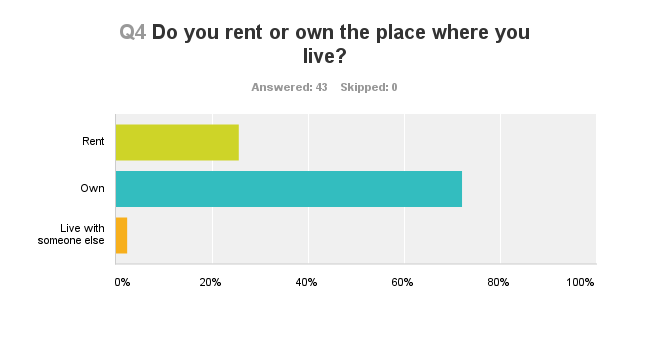 Q4 Do you rent or own the place where you
live?
Answered: 43 Skipped: 0
Rent
Own
Live with
someone else
0% 20% 40% 60% 80% 100%